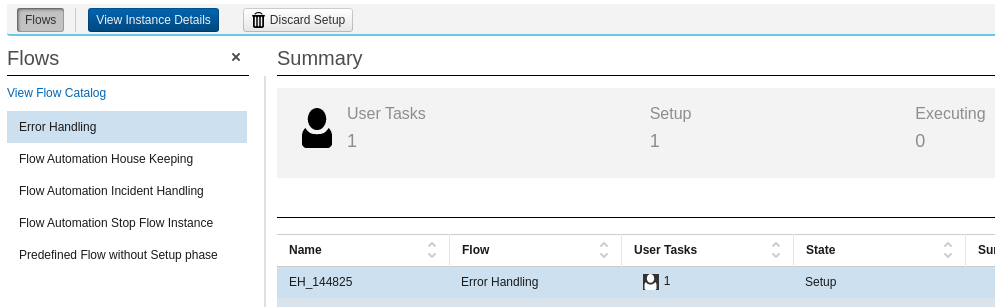 Flows View Instance Details Discard Setup
Flows ×
Summary
View Flow Catalog
Error Handling
Flow Automation House Keeping
Flow Automation Incident Handling
Flow Automation Stop Flow Instance
Predefined Flow without Setup phase
User Tasks Setup Executing
1 1 0
Name Flow User Tasks State
EH_144825 Error Handling 1 Setup